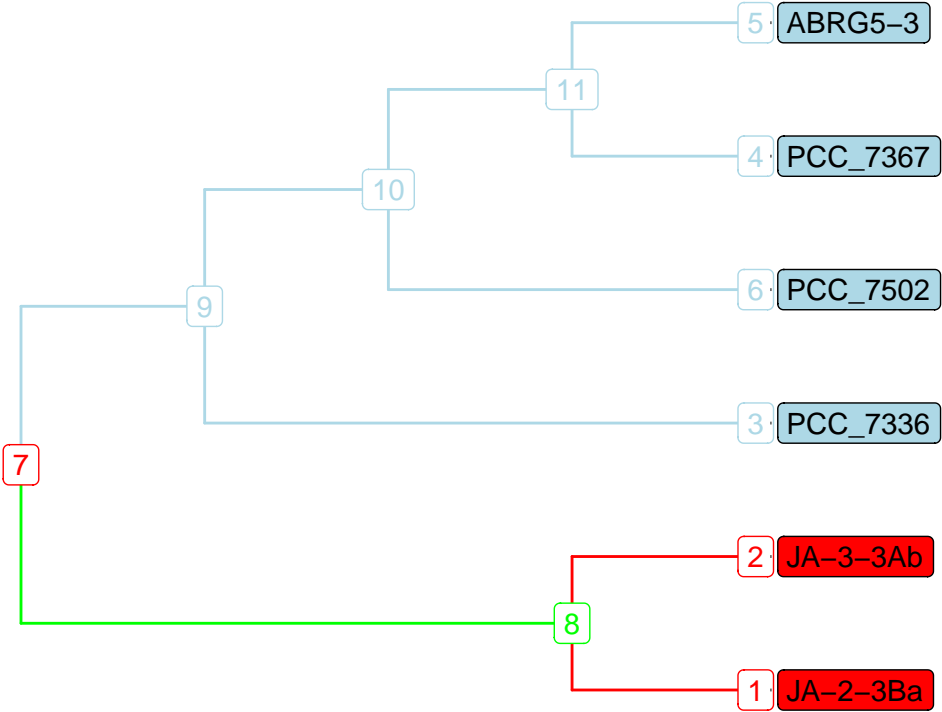 5 ABRG5−3
11
4 PCC_7367
10
6 PCC_7502
9
3 PCC_7336
7
2 JA−3−3Ab
8
1 JA−2−3Ba